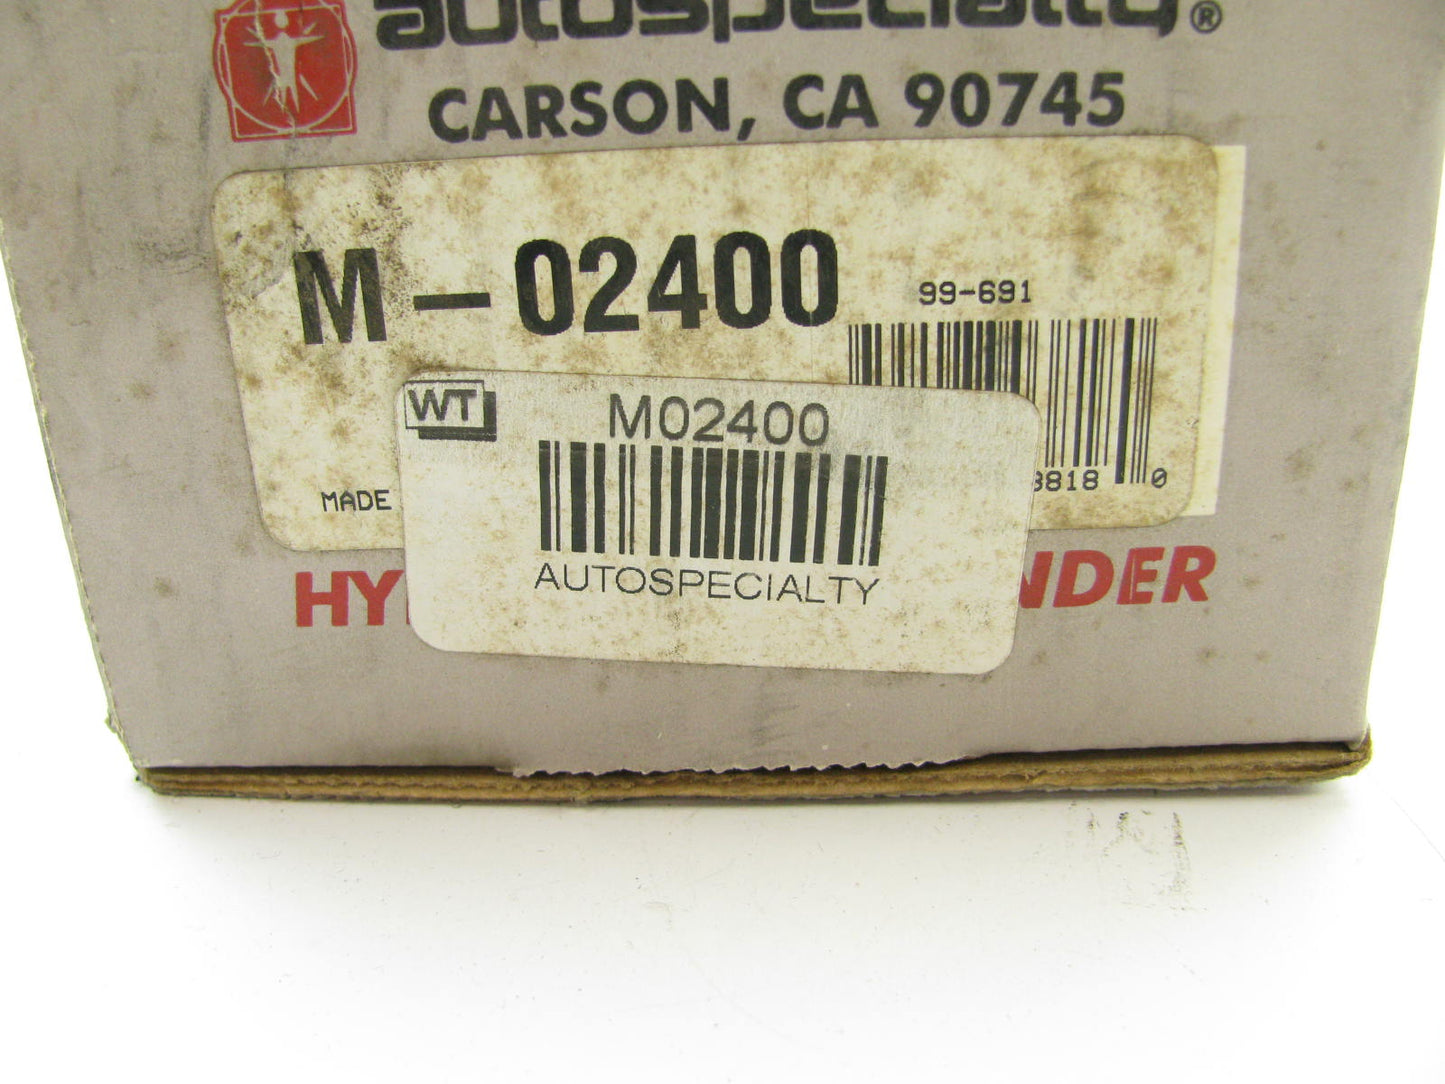 autospecialty®
CARSON, CA 90745
M-02400
99-691
3818 0
WT
M02400
MADE
AUTOSPECIALTY
HY NDER